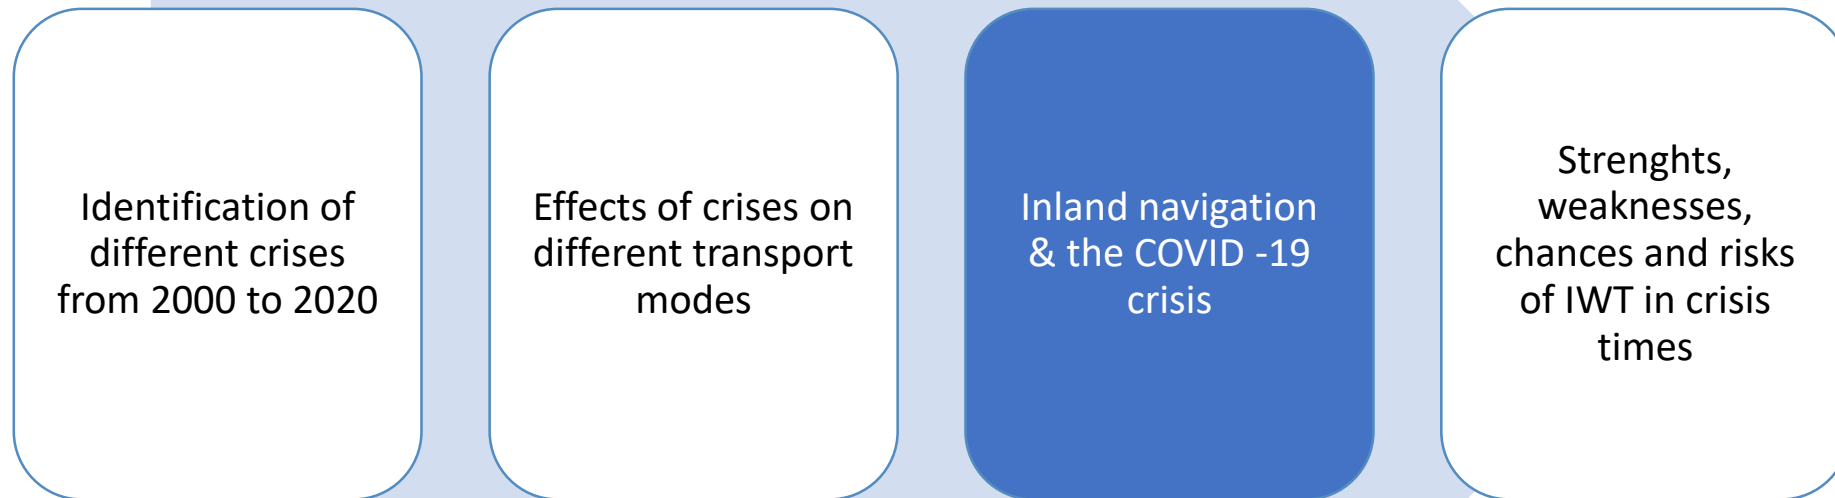 Identification of
different crises
from 2000 to 2020
Effects of crises on
different transport
modes
Inland navigation
& the COVID -19
crisis
Strenghts,
weaknesses,
chances and risks
of IWT in crisis
times